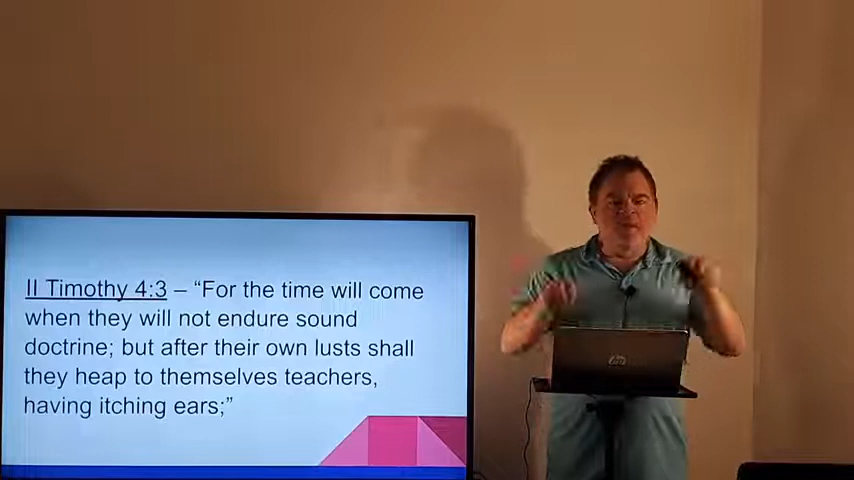 II Timothy 4:3 – “For the time will come
when they will not endure sound
doctrine; but after their own lusts shall
they heap to themselves teachers,
having itching ears;”
hp